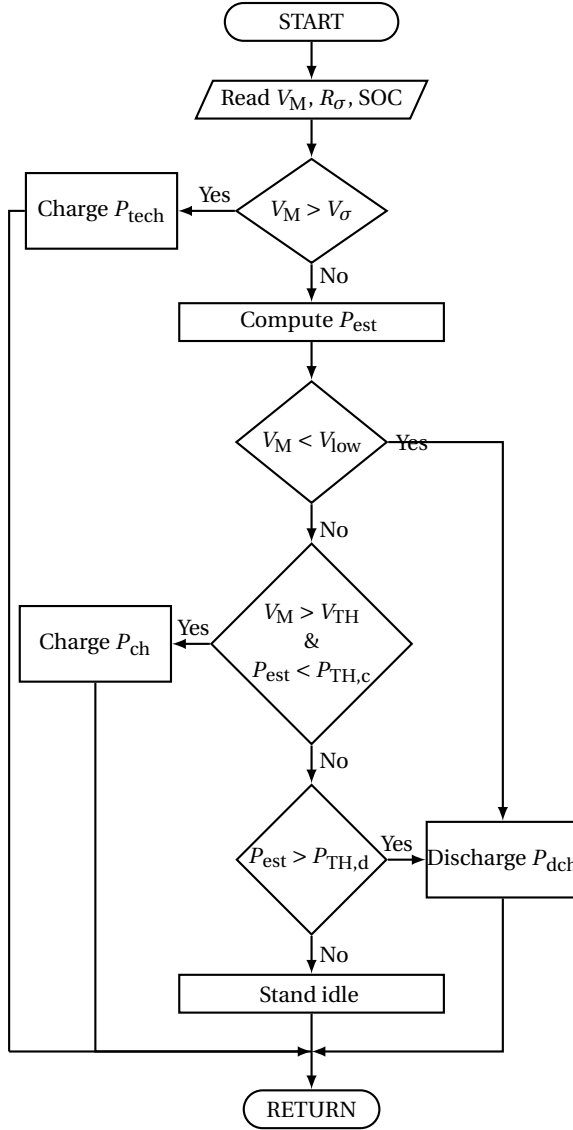 START
Read V_M, R_σ, SOC
Charge P_tech
Yes
V_M > V_σ
No
Compute P_est
V_M < V_low
Yes
No
V_M > V_TH
&
P_est < P_TH,c
Yes
Charge P_ch
No
P_est > P_TH,d
Yes
Discharge P_dch
No
Stand idle
RETURN